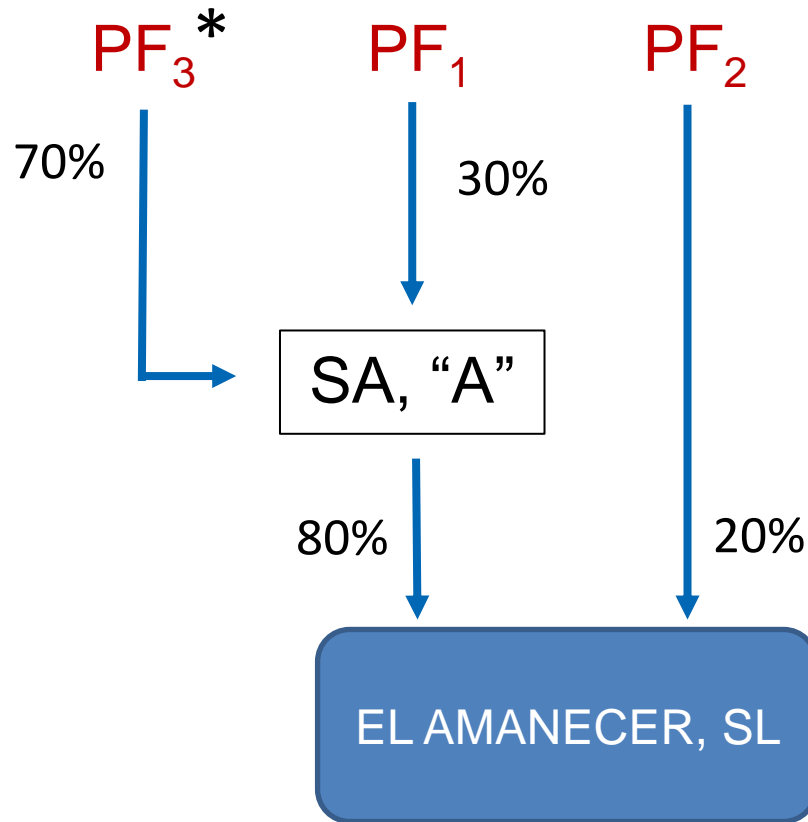 PF₃* PF₁ PF₂
70% 30%
SA, “A”
80% 20%
EL AMANECER, SL